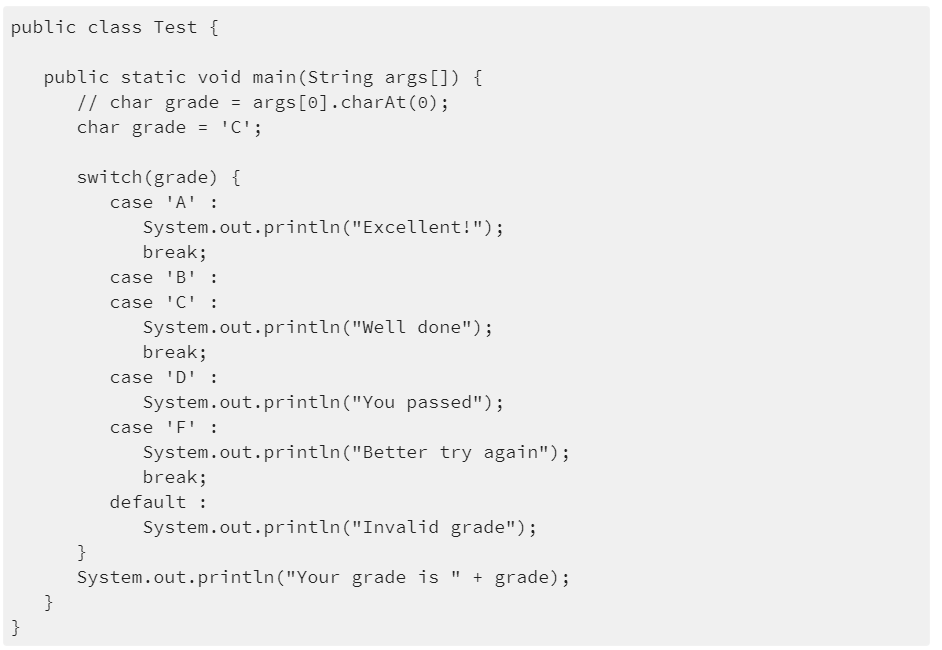 public class Test {
public static void main(String args[]) {
// char grade = args[0].charAt(0);
char grade = 'C';
switch(grade) {
case 'A' :
System.out.println("Excellent!");
break;
case 'B' :
case 'C' :
System.out.println("Well done");
break;
case 'D' :
System.out.println("You passed");
case 'F' :
System.out.println("Better try again");
break;
default :
System.out.println("Invalid grade");
}
System.out.println("Your grade is " + grade);
}
}